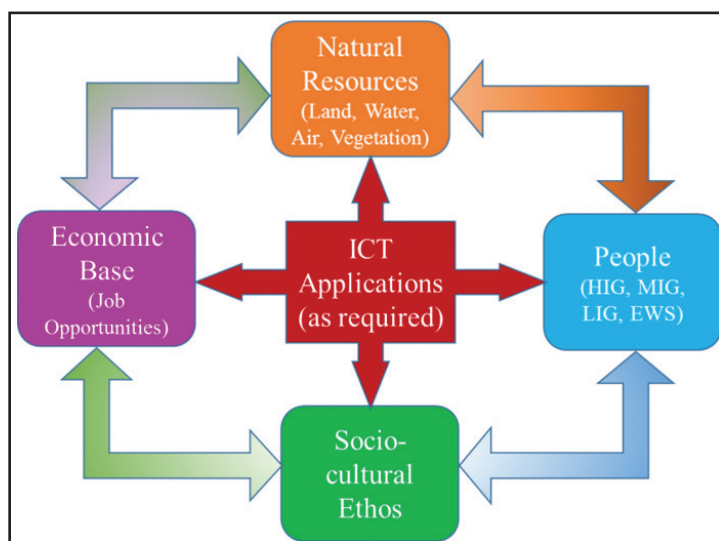 Natural
Resources
(Land, Water,
Air, Vegetation)
Economic
Base
(Job
Opportunities)
ICT
Applications
(as required)
People
(HIG, MIG,
LIG, EWS)
Socio-
cultural
Ethos